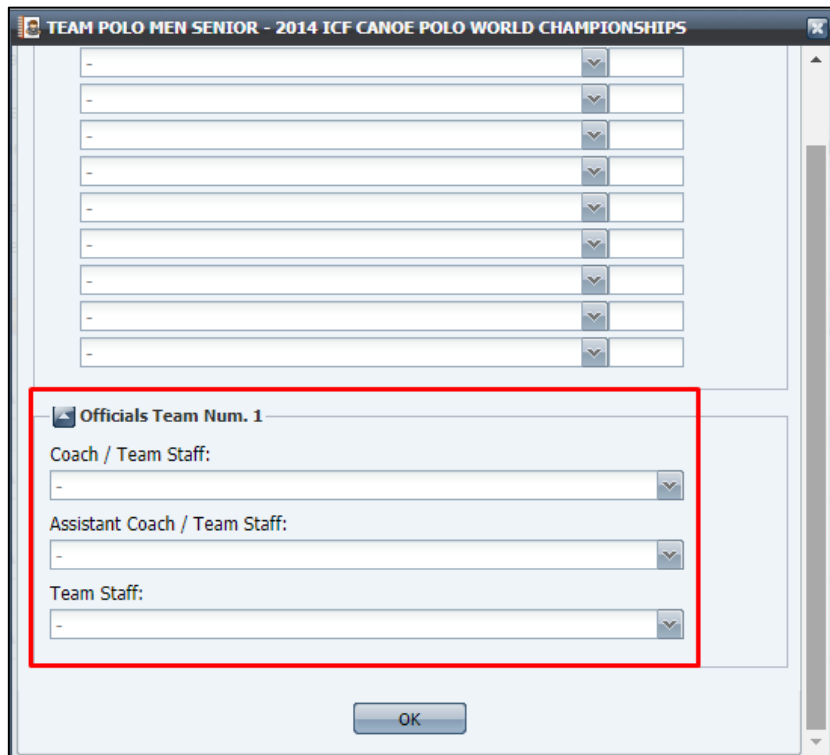 TEAM POLO MEN SENIOR - 2014 ICF CANOE POLO WORLD CHAMPIONSHIPS
-
-
-
-
-
-
-
-
-
Officials Team Num. 1
Coach / Team Staff:
-
Assistant Coach / Team Staff:
-
Team Staff:
-
OK